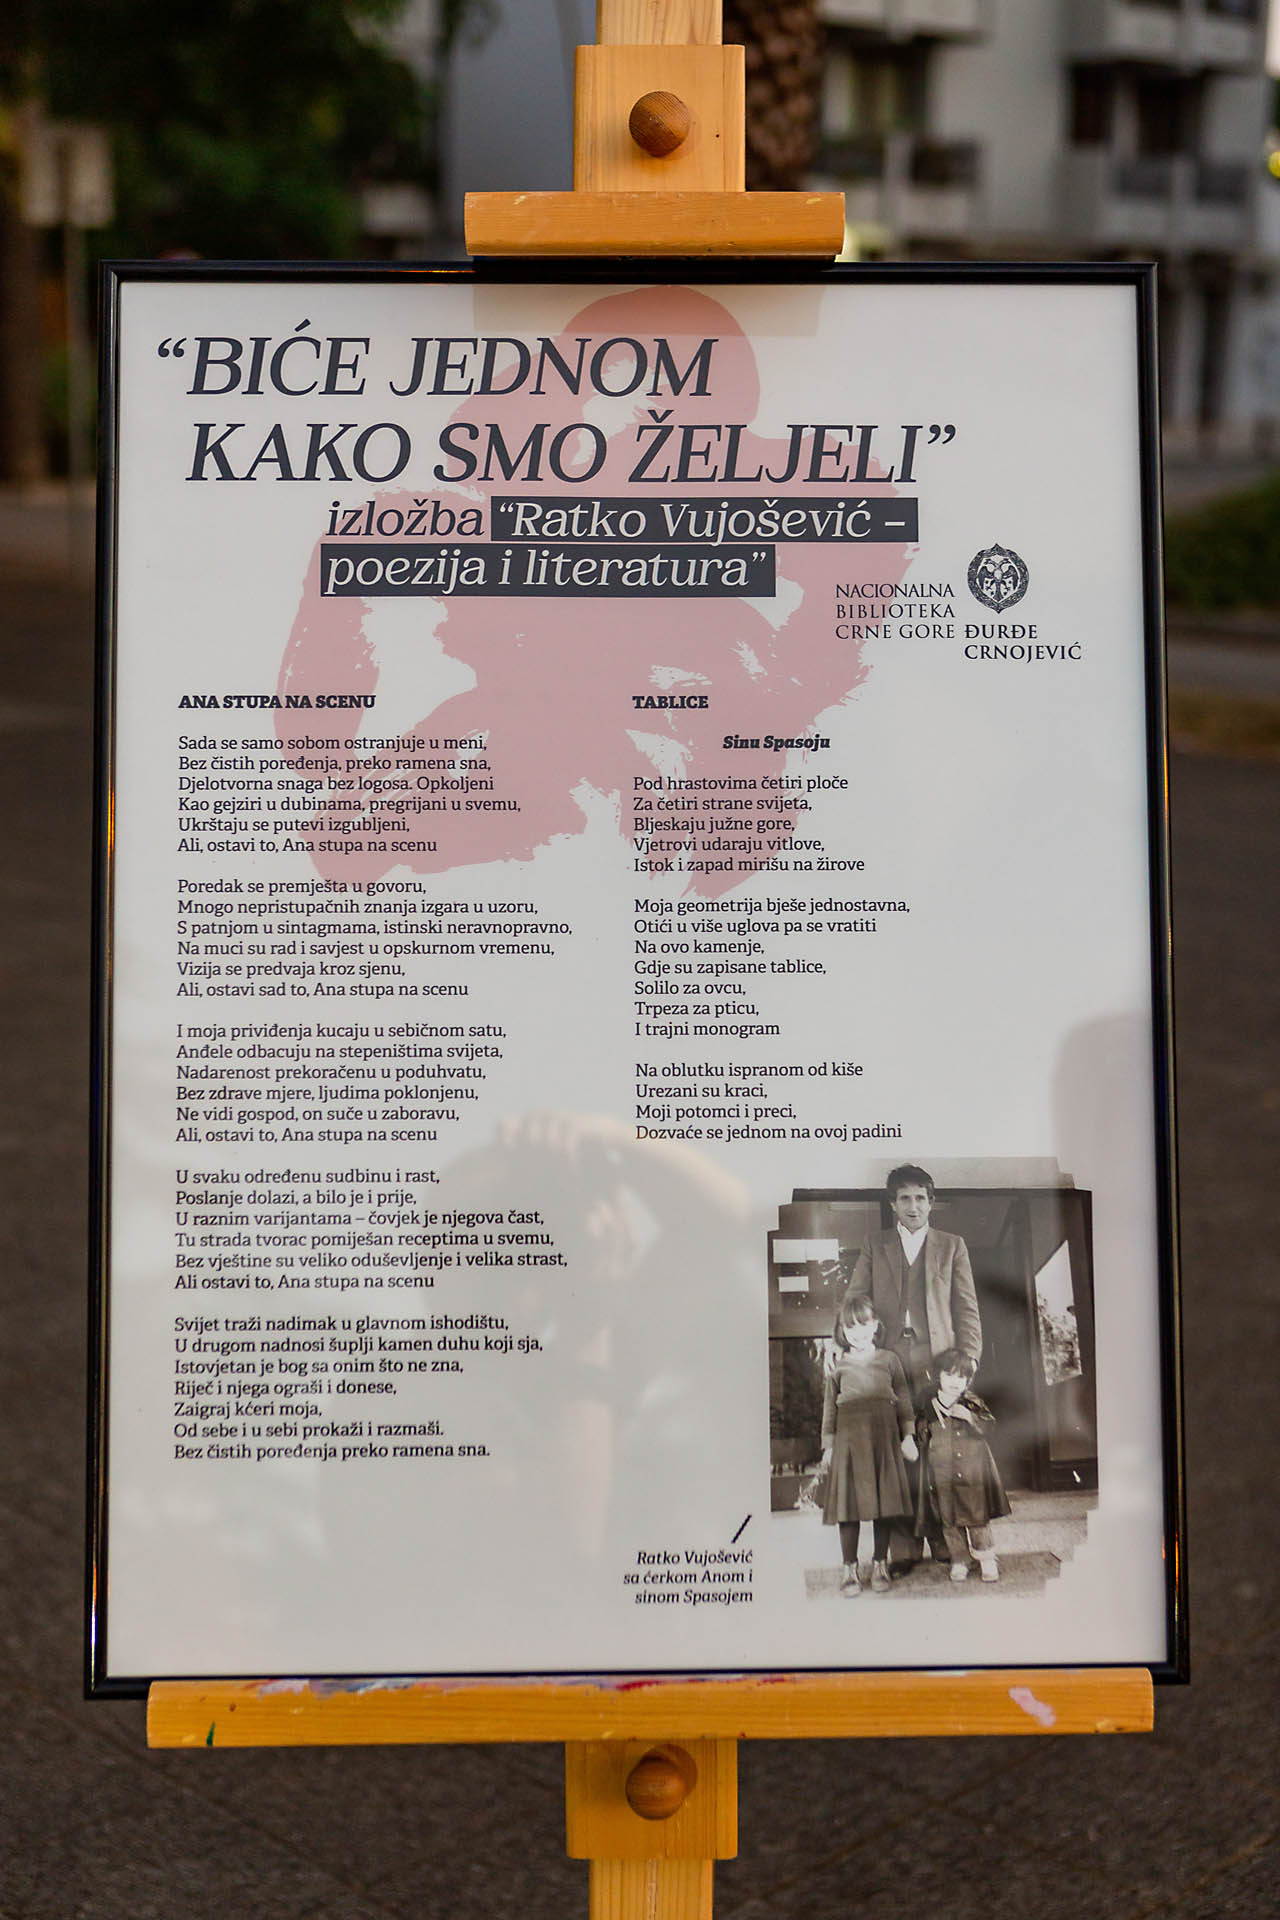 “BIĆE JEDNOM
KAKO SMO ŽELJELI”
izložba “Ratko Vujošević –
poezija i literatura”
NACIONALNA
BIBLIOTEKA
CRNE GORE ĐURĐE
CRNOJEVIĆ
ANA STUPA NA SCENU
Sada se samo sobom ostranjuje u meni,
Bez čistih poređenja, preko ramena sna,
Djelotvorna snaga bez logosa. Opkoljeni
Kao gejziri u dubinama, pregrijani u svemu,
Ukrštaju se putevi izgubljeni,
Ali, ostavi to, Ana stupa na scenu
Poredak se premješta u govoru,
Mnogo nepristupačnih znanja izgara u uzoru,
S patnjom u sintagmama, istinski neravnopravno,
Na muci su rad i savjest u opskurnom vremenu,
Vizija se predvaja kroz sjenu,
Ali, ostavi sad to, Ana stupa na scenu
I moja priviđenja kucaju u sebičnom satu,
Anđele odbacuju na stepeništima svijeta,
Nadarenost prekoračenu u poduhvatu,
Bez zdrave mjere, ljudima poklonjenu,
Ne vidi gospod, on suče u zaboravu,
Ali, ostavi to, Ana stupa na scenu
U svaku određenu sudbinu i rast,
Poslanje dolazi, a bilo je i prije,
U raznim varijantama – čovjek je njegova čast,
Tu strada tvorac pomiješan receptima u svemu,
Bez vještine su veliko oduševljenje i velika strast,
Ali ostavi to, Ana stupa na scenu
Svijet traži nadimak u glavnom ishodištu,
U drugom nadnosi šuplji kamen duhu koji sja,
Istovjetan je bog sa onim što ne zna,
Riječ i njega ograši i donese,
Zaigraj kćeri moja,
Od sebe i u sebi prokaži i razmaši.
Bez čistih poređenja preko ramena sna.
TABLICE
Sinu Spasoju
Pod hrastovima četiri ploče
Za četiri strane svijeta,
Bljeskaju južne gore,
Vjetrovi udaraju vitlove,
Istok i zapad mirišu na žirove
Moja geometrija bješe jednostavna,
Otići u više uglova pa se vratiti
Na ovo kamenje,
Gdje su zapisane tablice,
Solilo za ovcu,
Trpeza za pticu,
I trajni monogram
Na oblutku ispranom od kiše
Urezani su kraci,
Moji potomci i preci,
Dozvaće se jednom na ovoj padini
Ratko Vujošević
sa ćerkom Anom i
sinom Spasojem